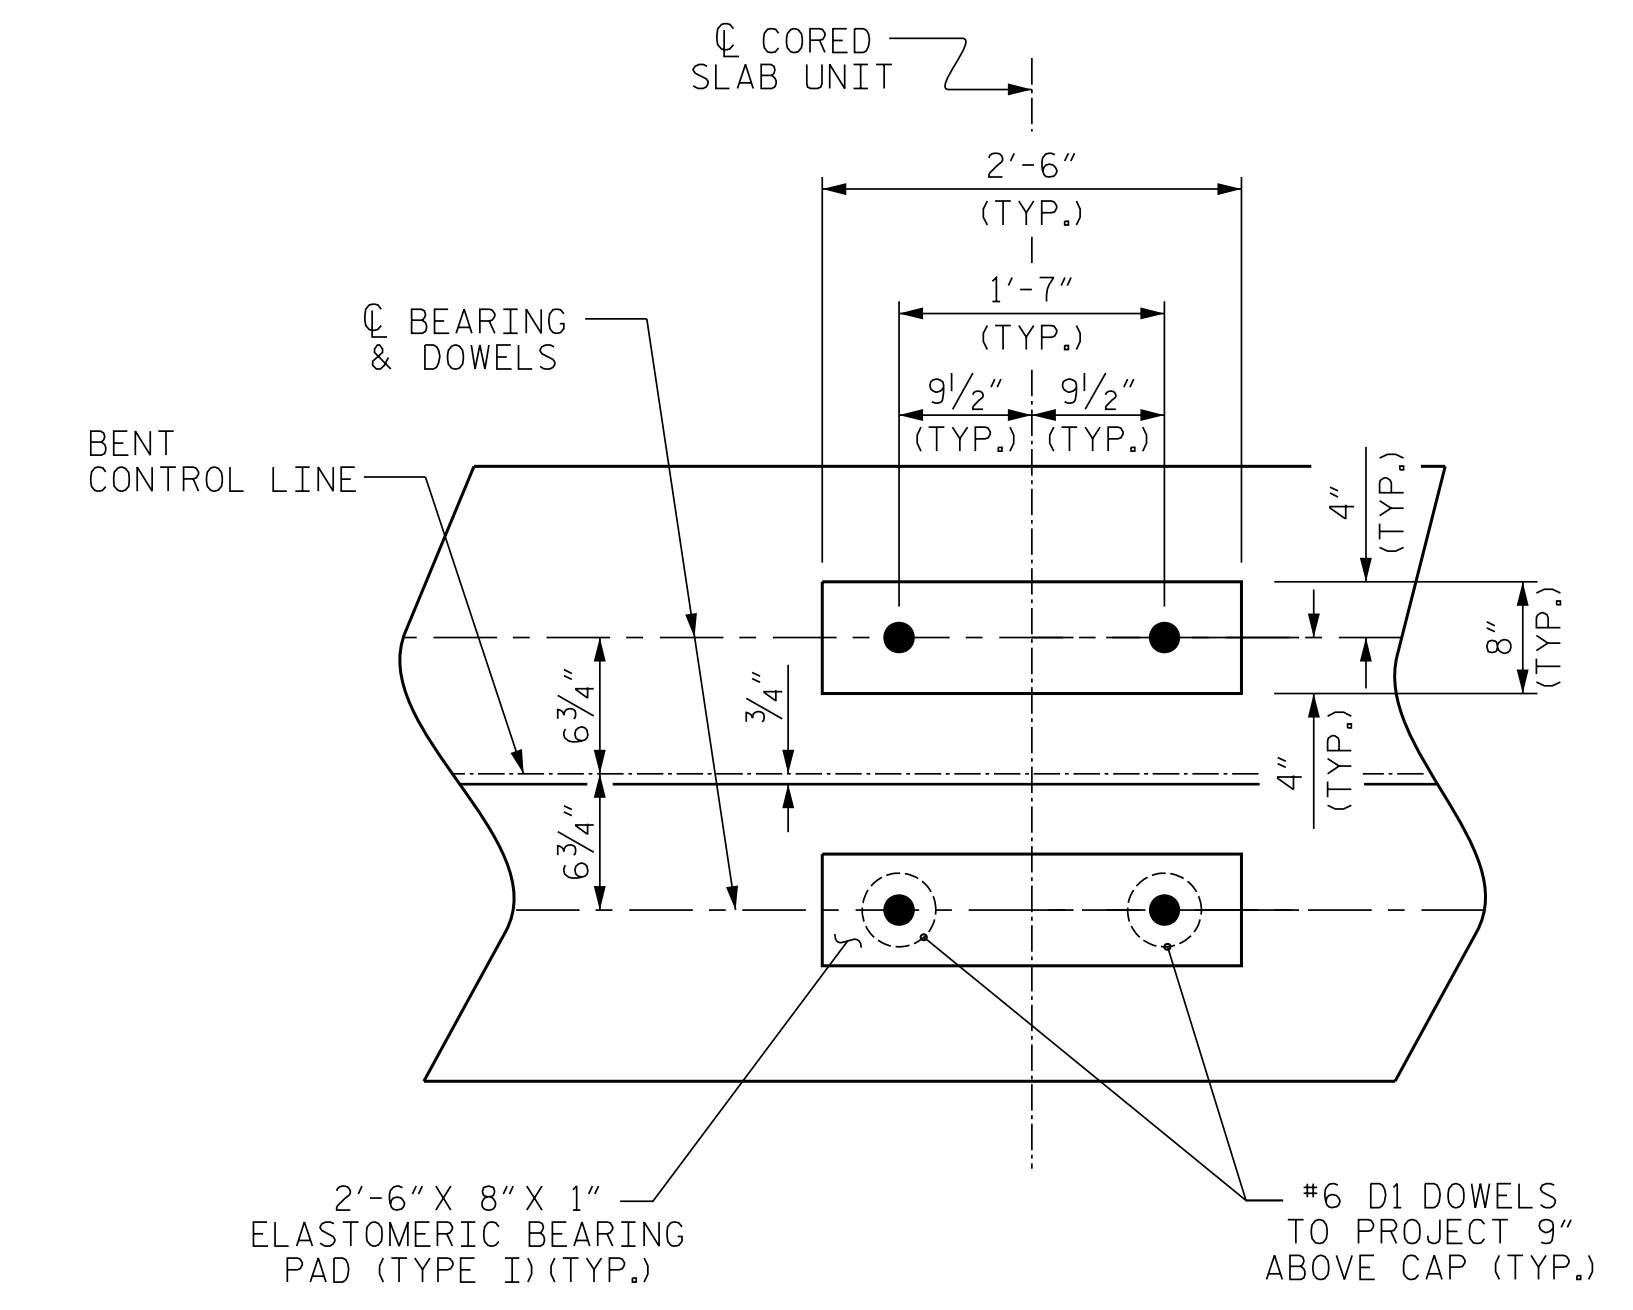 ℄ CORED
SLAB UNIT
2'-6"
(TYP.)
1'-7"
(TYP.)
℄ BEARING
& DOWELS
9½" 9½"
(TYP.) (TYP.)
BENT
CONTROL LINE
4"
(TYP.)
8"
(TYP.)
6¾"
¾"
4"
(TYP.)
6¾"
2'-6" X 8" X 1"
ELASTOMERIC BEARING
PAD (TYPE I)(TYP.)
#6 D1 DOWELS
TO PROJECT 9"
ABOVE CAP (TYP.)